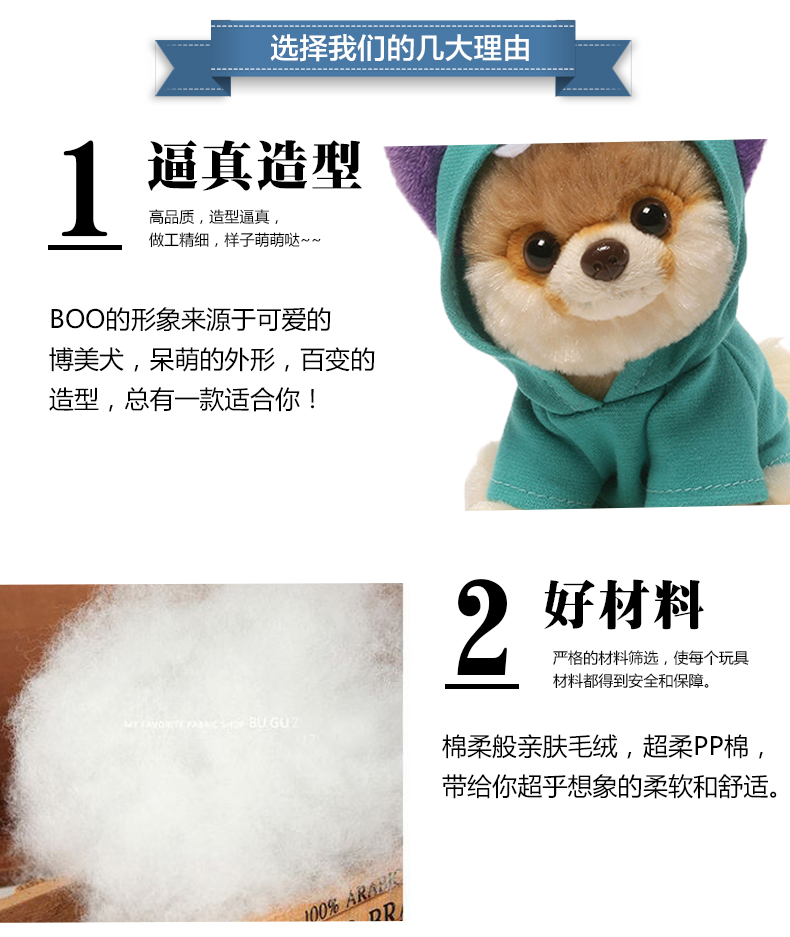 选择我们的几大理由
1
逼真造型
高品质，造型逼真，
做工精细，样子萌萌哒~~
BOO的形象来源于可爱的
博美犬，呆萌的外形，百变的
造型，总有一款适合你！
2
好材料
严格的材料筛选，使每个玩具
材料都得到安全和保障。
棉柔般亲肤毛绒，超柔PP棉，
带给你超乎想象的柔软和舒适。
MY FAVORITE FABRIC SHOP BU GU 2
100% ARABI